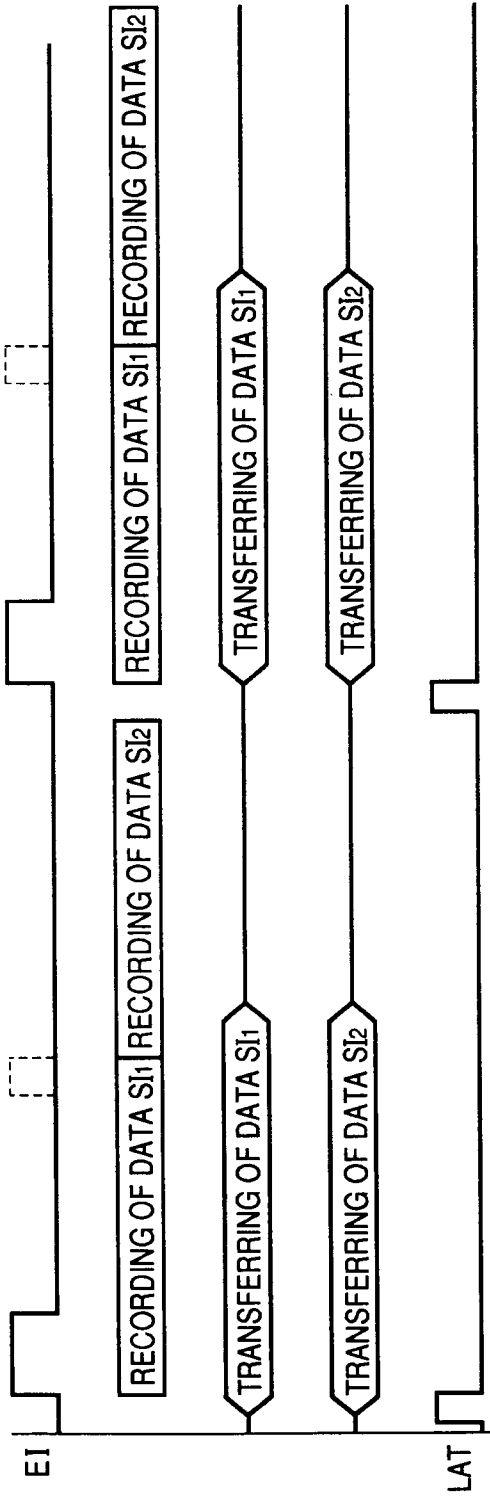 EI
RECORDING OF DATA SI1 RECORDING OF DATA SI2 RECORDING OF DATA SI1 RECORDING OF DATA SI2
TRANSFERRING OF DATA SI1 TRANSFERRING OF DATA SI1
TRANSFERRING OF DATA SI2 TRANSFERRING OF DATA SI2
LAT